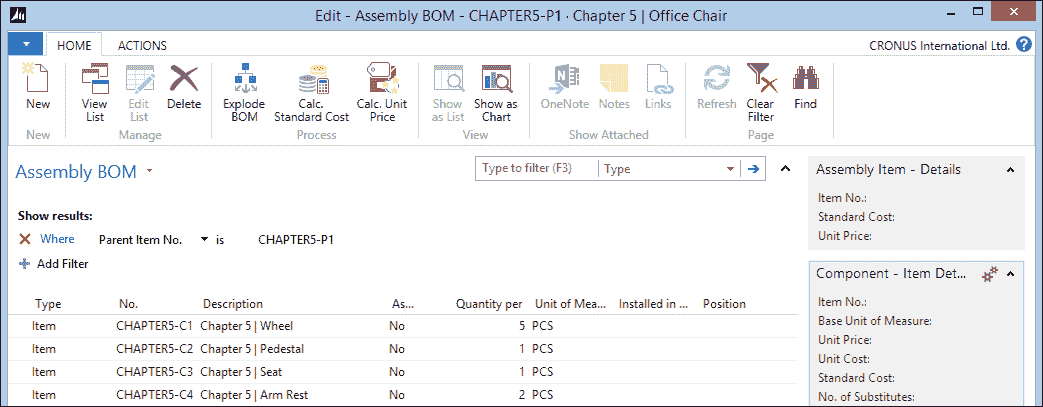 Edit - Assembly BOM - CHAPTER5-P1 · Chapter 5 | Office Chair
HOME ACTIONS CRONUS International Ltd.
New View List Edit List Delete Explode BOM Calc. Standard Cost Calc. Unit Price Show as List Show as Chart OneNote Notes Links Refresh Clear Filter Find
New Manage Process View Show Attached Page
Assembly BOM
Type to filter (F3) Type
Show results:
Where Parent Item No. is CHAPTER5-P1
Add Filter
Type No. Description As... Quantity per Unit of Mea... Installed in ... Position
Item CHAPTER5-C1 Chapter 5 | Wheel No 5 PCS
Item CHAPTER5-C2 Chapter 5 | Pedestal No 1 PCS
Item CHAPTER5-C3 Chapter 5 | Seat No 1 PCS
Item CHAPTER5-C4 Chapter 5 | Arm Rest No 2 PCS
Assembly Item - Details
Item No.:
Standard Cost:
Unit Price:
Component - Item Det...
Item No.:
Base Unit of Measure:
Unit Price:
Unit Cost:
Standard Cost:
No. of Substitutes: